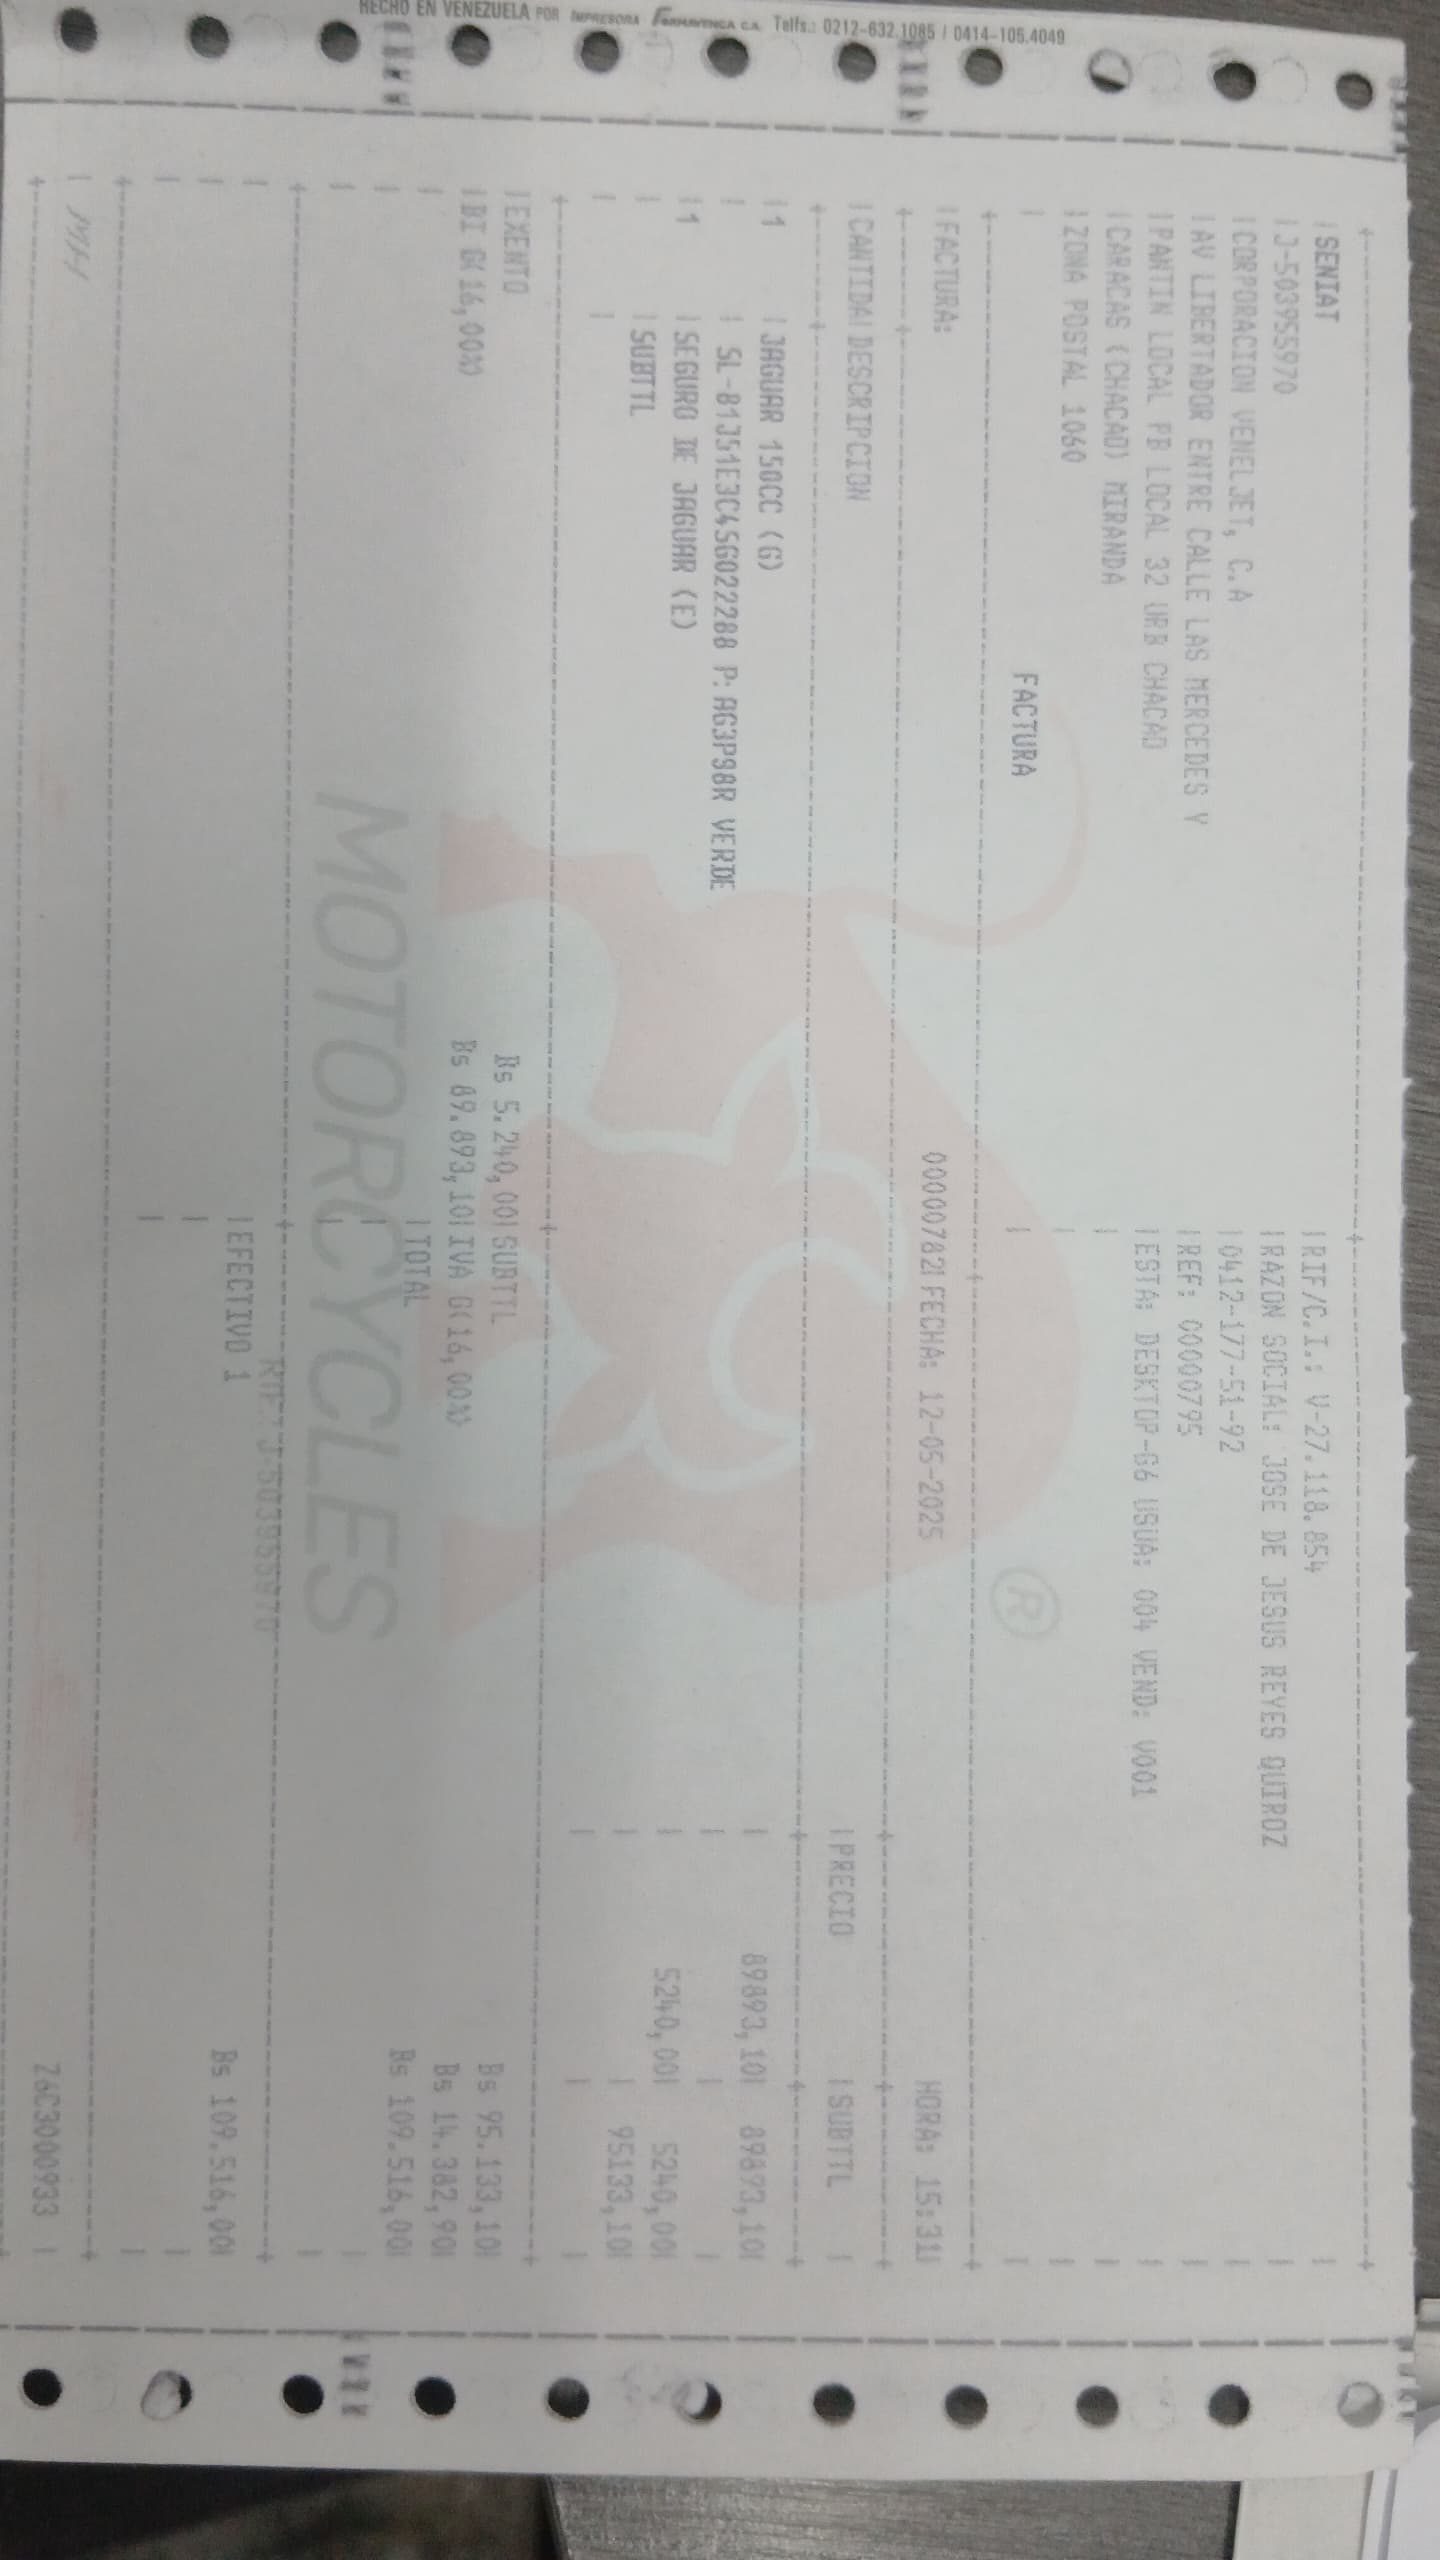 SENIAT
RIF/C.I.: V-27.118.854
J-503955970
RAZON SOCIAL: JOSE DE JESUS REYES QUIROZ
CORPORACION VENELJET, C.A
0412-177-51-92
AV LIBERTADOR ENTRE CALLE LAS MERCEDES Y
REF: 00000795
PANTIN LOCAL PB LOCAL 32 URB CHACAO
ESTA: DESKTOP-G6 USUA: 004 VEND: V001
CARACAS (CHACAO) MIRANDA
ZONA POSTAL 1060
FACTURA
FACTURA: 00000782 FECHA: 12-05-2025 HORA: 15:31
CANTIDA DESCRIPCION PRECIO SUBTTL
1 JAGUAR 150CC (G) 89893,10 89893,10
SL-81J51E3C4SG022288 P: AG3P98R VERDE
1 SEGURO DE JAGUAR (E) 5240,00 5240,00
SUBTTL 95133,10
EXENTO Bs 5.240,00 SUBTTL Bs 95.133,10
BI G(16,00%) Bs 89.893,10 IVA G(16,00%) Bs 14.382,90
TOTAL Bs 109.516,00
MOTORCYCLES
RIF: J-503955970
EFECTIVO 1 Bs 109.516,00
MH Z6C3000933
®
HECHO EN VENEZUELA POR IMPRESORA FORMAVENCA C.A. Telfs.: 0212-632.1085 / 0414-105.4049